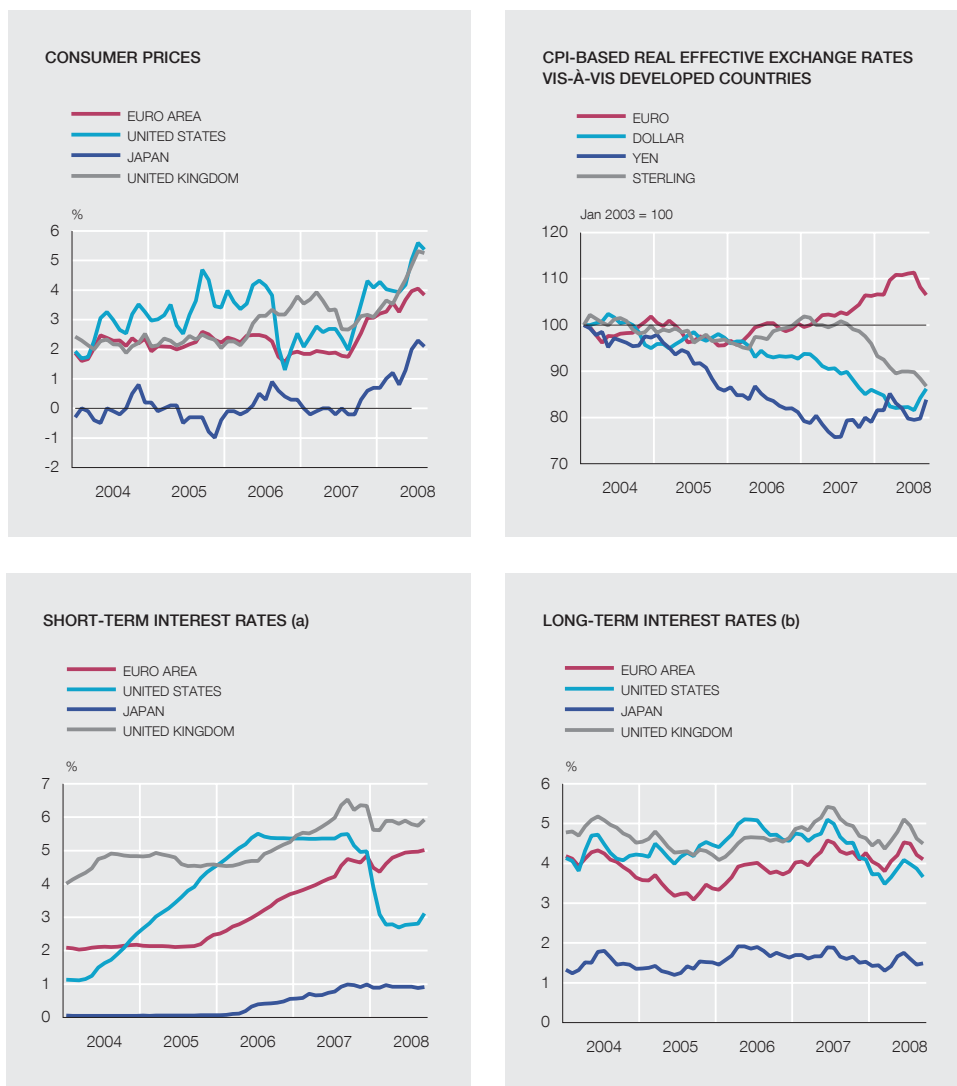 CONSUMER PRICES
EURO AREA
UNITED STATES
JAPAN
UNITED KINGDOM
%
6
5
4
3
2
1
0
-1
-2
2004 2005 2006 2007 2008
CPI-BASED REAL EFFECTIVE EXCHANGE RATES
VIS-À-VIS DEVELOPED COUNTRIES
EURO
DOLLAR
YEN
STERLING
Jan 2003 = 100
120
110
100
90
80
70
2004 2005 2006 2007 2008
SHORT-TERM INTEREST RATES (a)
EURO AREA
UNITED STATES
JAPAN
UNITED KINGDOM
%
7
6
5
4
3
2
1
0
2004 2005 2006 2007 2008
LONG-TERM INTEREST RATES (b)
EURO AREA
UNITED STATES
JAPAN
UNITED KINGDOM
%
6
5
4
3
2
1
0
2004 2005 2006 2007 2008